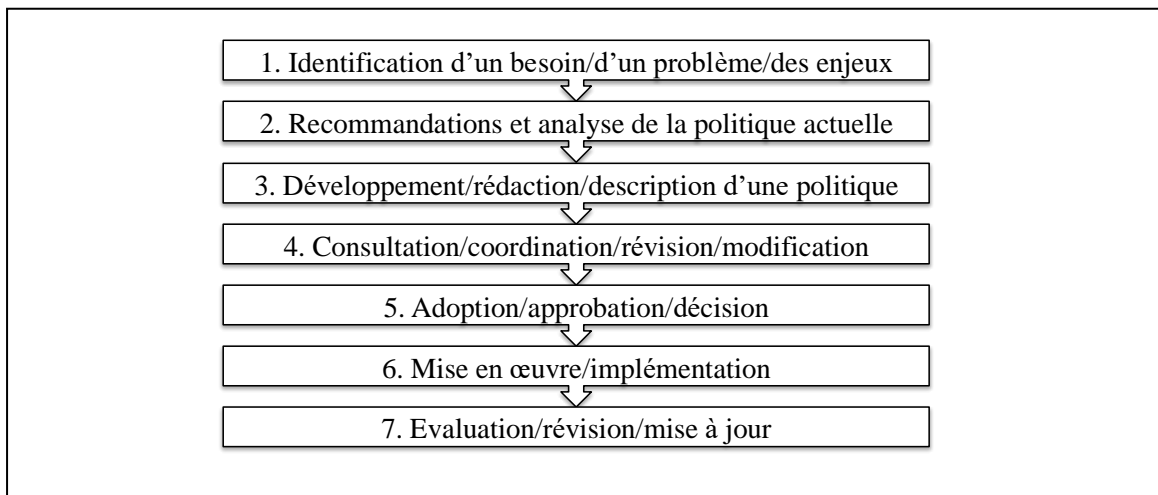 1. Identification d’un besoin/d’un problème/des enjeux
2. Recommandations et analyse de la politique actuelle
3. Développement/rédaction/description d’une politique
4. Consultation/coordination/révision/modification
5. Adoption/approbation/décision
6. Mise en œuvre/implémentation
7. Evaluation/révision/mise à jour